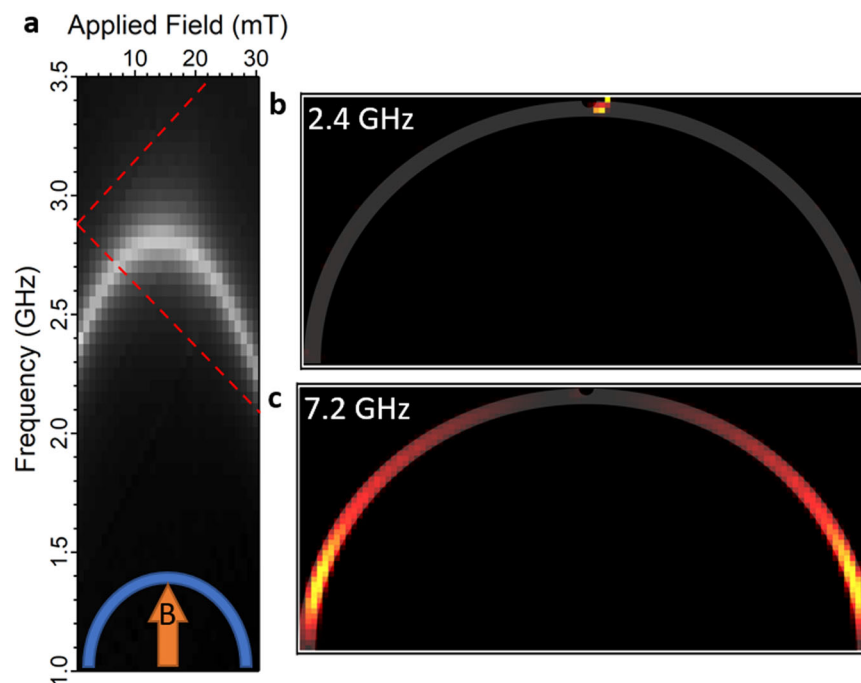 a
Applied Field (mT)
10 20 30
Frequency (GHz)
3.5
3.0
2.5
2.0
1.5
1.0
B
b
2.4 GHz
c
7.2 GHz